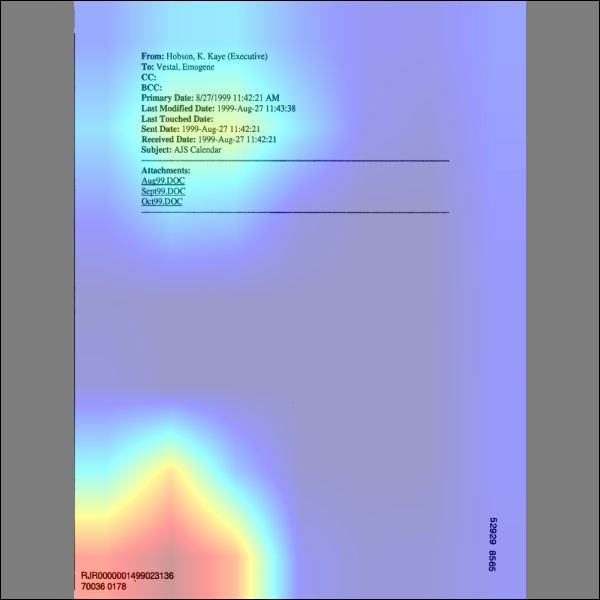 From: Hobson, K. Kaye (Executive)
To: Vestal, Emogene
CC:
BCC:
Primary Date: 8/27/1999 11:42:21 AM
Last Modified Date: 1999-Aug-27 11:43:38
Last Touched Date:
Sent Date: 1999-Aug-27 11:42:21
Received Date: 1999-Aug-27 11:42:21
Subject: AJS Calendar
Attachments:
Aug99.DOC
Sept99.DOC
Oct99.DOC
52929 8565
RJR0000001499023136
70036 0178